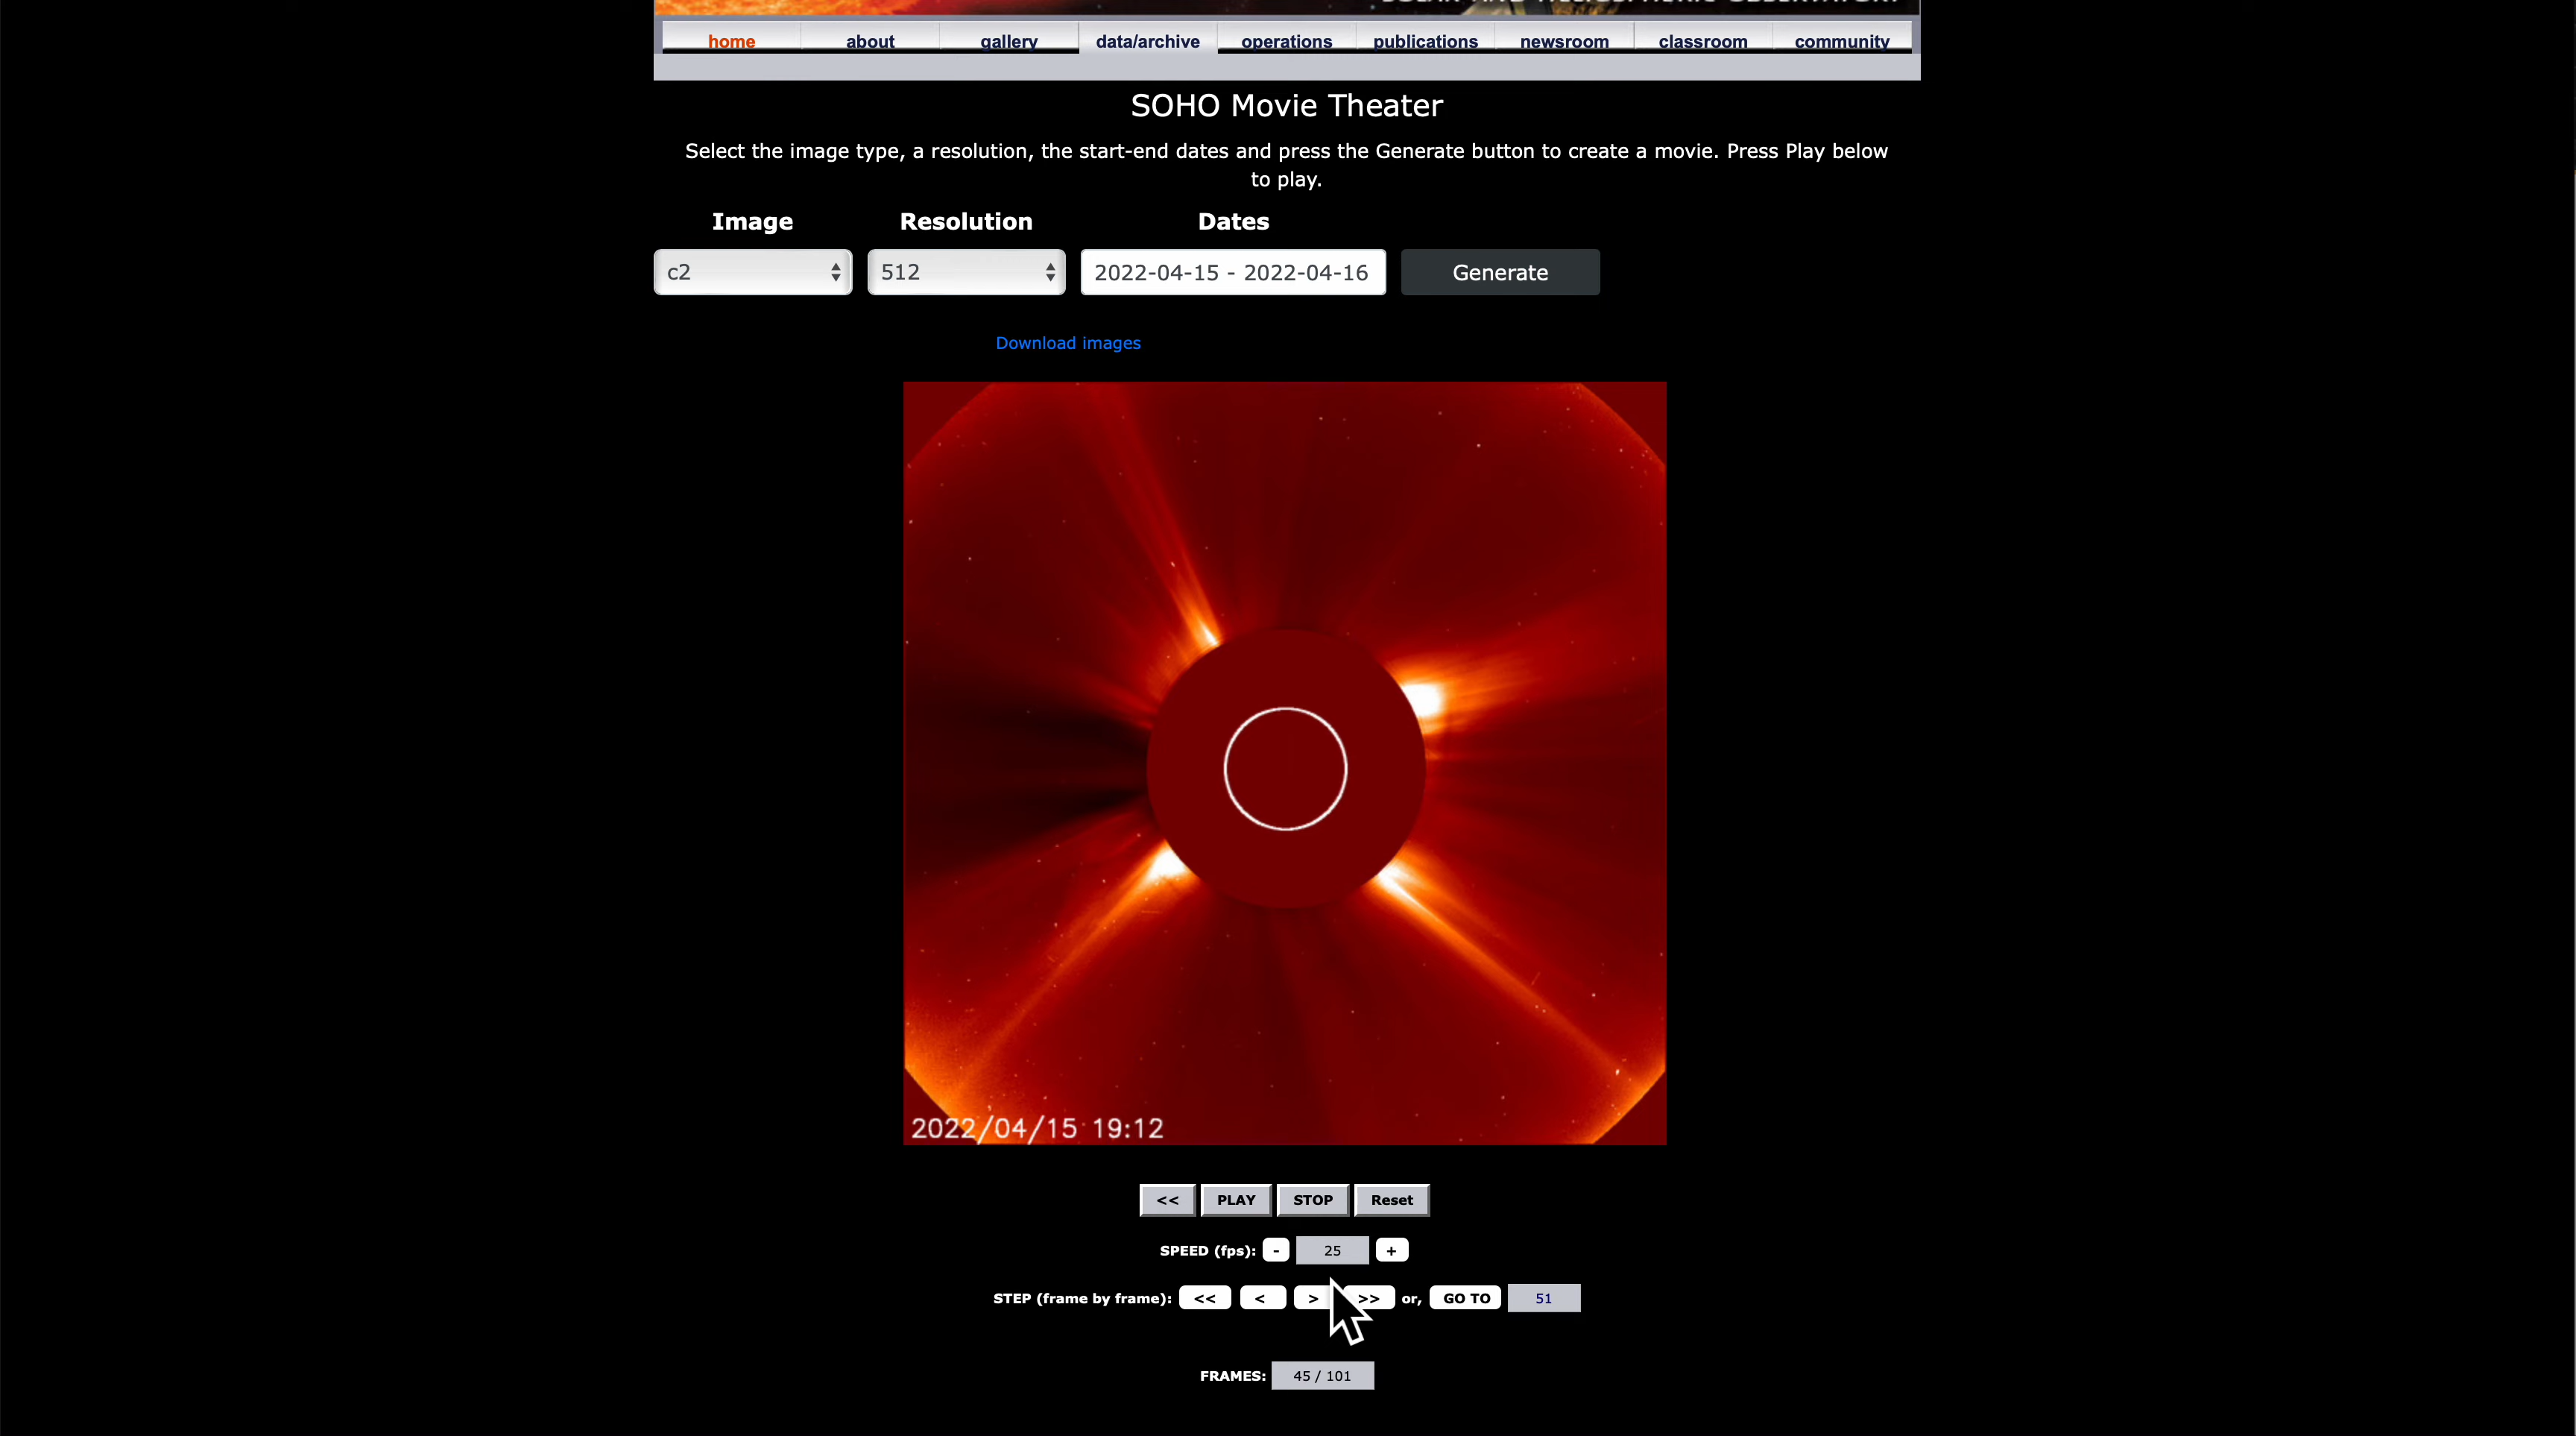 home about gallery data/archive operations publications newsroom classroom community
SOHO Movie Theater
Select the image type, a resolution, the start-end dates and press the Generate button to create a movie. Press Play below
to play.
Image Resolution Dates
c2 512 2022-04-15 - 2022-04-16 Generate
Download images
2022/04/15 19:12
<< PLAY STOP Reset
SPEED (fps): - 25 +
STEP (frame by frame): << < > >> or, GO TO 51
FRAMES: 45 / 101